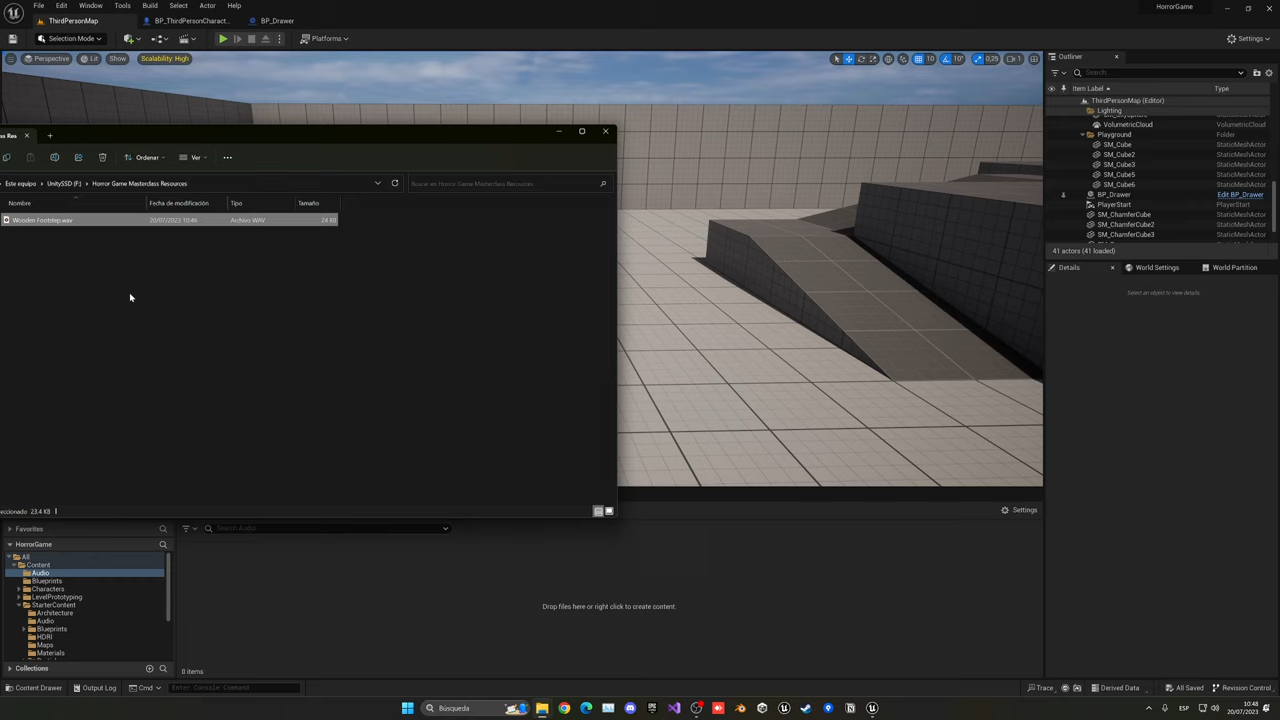 File Edit Window Tools Build Select Actor Help
HorrorGame
ThirdPersonMap BP_ThirdPersonCharact... BP_Drawer
Selection Mode Platforms Settings
Perspective Lit Show Scalability: High 10 10° 0,25 1
Outliner
Search...
Item Label Type
ThirdPersonMap (Editor)
Lighting
VolumetricCloud VolumetricCloud
Playground Folder
SM_Cube StaticMeshActor
SM_Cube2 StaticMeshActor
SM_Cube3 StaticMeshActor
SM_Cube5 StaticMeshActor
SM_Cube6 StaticMeshActor
BP_Drawer Edit BP_Drawer
PlayerStart PlayerStart
SM_ChamferCube StaticMeshActor
SM_ChamferCube2 StaticMeshActor
SM_ChamferCube3 StaticMeshActor
41 actors (41 loaded)
Details World Settings World Partition
Select an object to view details.
ss Res
Ordenar Ver
Este equipo UnitySSD (F:) Horror Game Masterclass Resources
Buscar en Horror Game Masterclass Resources
Nombre Fecha de modificación Tipo Tamaño
Wooden Footstep.wav 20/07/2023 10:46 Archivo WAV 24 KB
eccionado 23.4 KB
Settings
Favorites
Search Audio
HorrorGame
All
Content
Audio
Blueprints
Characters
LevelPrototyping
StarterContent
Architecture
Audio
Blueprints
HDRI
Maps
Materials
Drop files here or right click to create content.
Collections
0 items
Content Drawer Output Log Cmd Enter Console Command
Trace Derived Data All Saved Revision Control
Búsqueda
ESP
10:48
20/07/2023